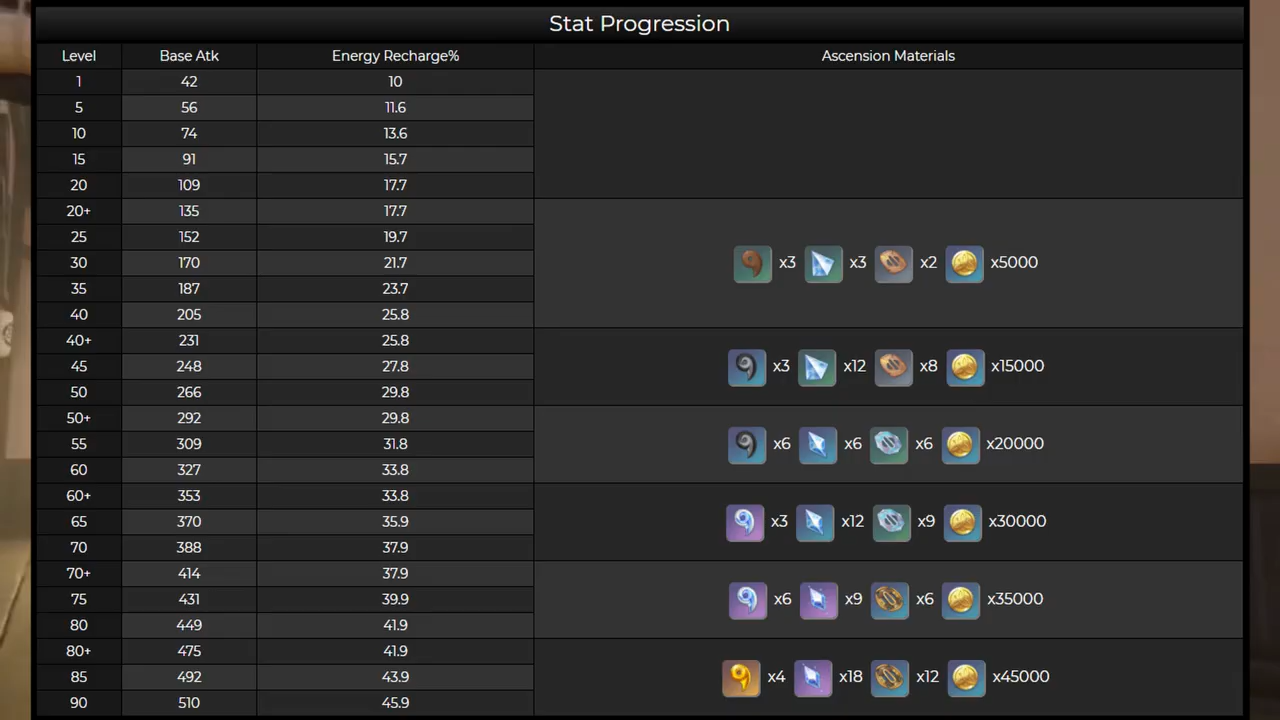 Stat Progression
Level Base Atk Energy Recharge% Ascension Materials
1 42 10
5 56 11.6
10 74 13.6
15 91 15.7
20 109 17.7
20+ 135 17.7
25 152 19.7
30 170 21.7 x3 x3 x2 x5000
35 187 23.7
40 205 25.8
40+ 231 25.8
45 248 27.8 x3 x12 x8 x15000
50 266 29.8
50+ 292 29.8
55 309 31.8 x6 x6 x6 x20000
60 327 33.8
60+ 353 33.8
65 370 35.9 x3 x12 x9 x30000
70 388 37.9
70+ 414 37.9
75 431 39.9 x6 x9 x6 x35000
80 449 41.9
80+ 475 41.9
85 492 43.9 x4 x18 x12 x45000
90 510 45.9